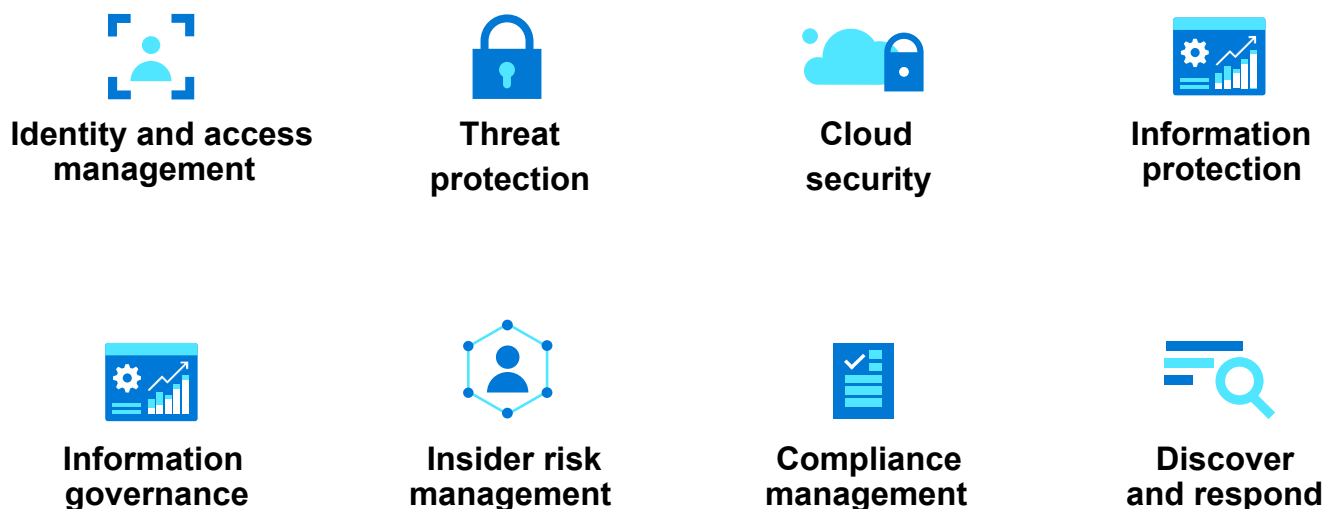 Identity and access
management
Threat
protection
Cloud
security
Information
protection
Information
governance
Insider risk
management
Compliance
management
Discover
and respond